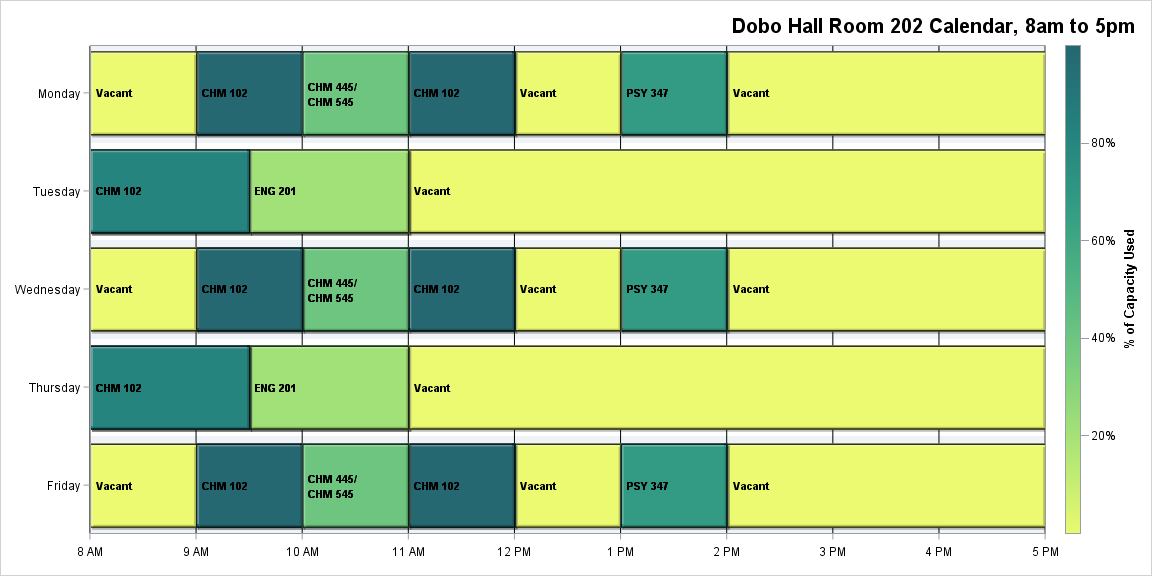 Dobo Hall Room 202 Calendar, 8am to 5pm
Monday
Vacant
CHM 102
CHM 445/
CHM 545
CHM 102
Vacant
PSY 347
Vacant
Tuesday
CHM 102
ENG 201
Vacant
Wednesday
Vacant
CHM 102
CHM 445/
CHM 545
CHM 102
Vacant
PSY 347
Vacant
Thursday
CHM 102
ENG 201
Vacant
Friday
Vacant
CHM 102
CHM 445/
CHM 545
CHM 102
Vacant
PSY 347
Vacant
8 AM
9 AM
10 AM
11 AM
12 PM
1 PM
2 PM
3 PM
4 PM
5 PM
80%
60%
40%
20%
% of Capacity Used